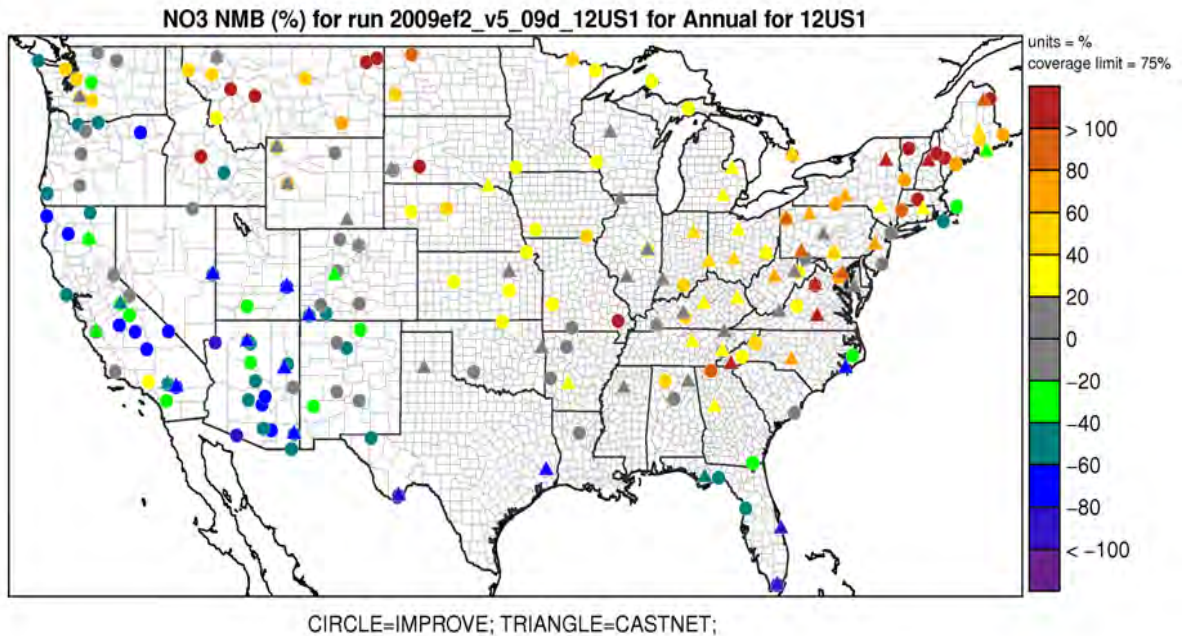 NO3 NMB (%) for run 2009ef2_v5_09d_12US1 for Annual for 12US1
units = %
coverage limit = 75%
> 100
80
60
40
20
0
−20
−40
−60
−80
< −100
CIRCLE=IMPROVE; TRIANGLE=CASTNET;